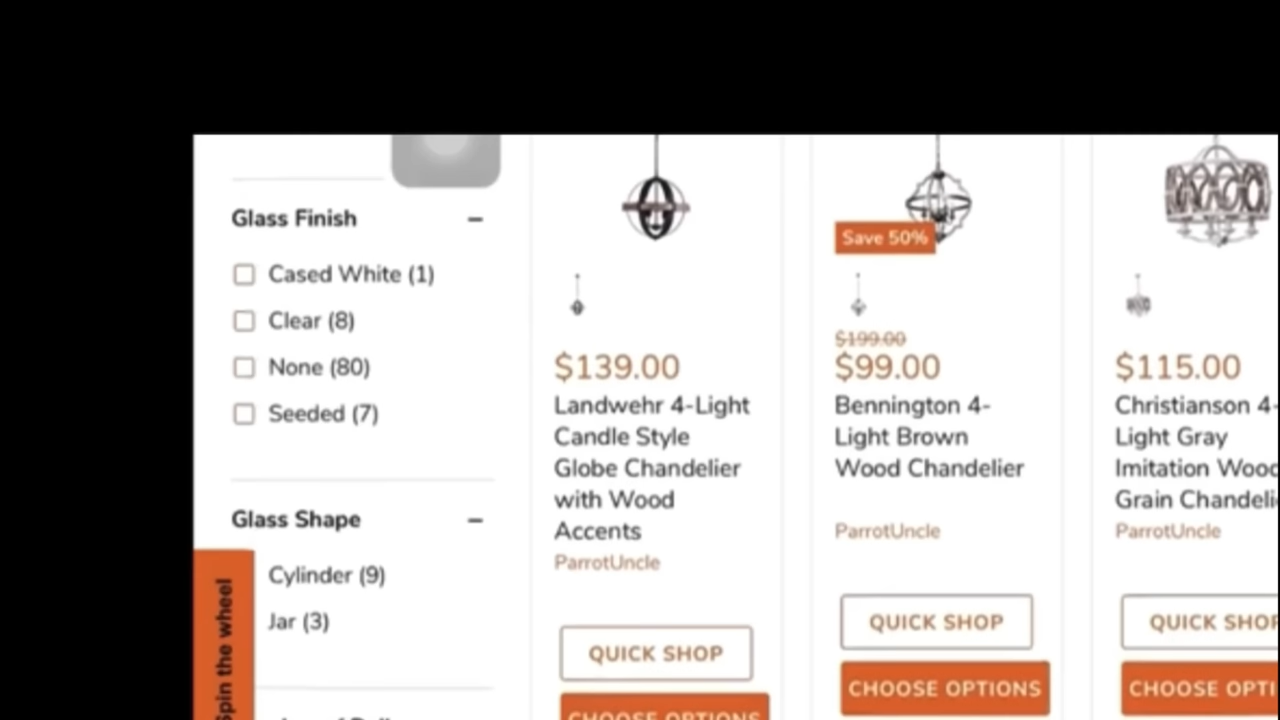 Glass Finish
Cased White (1)
Clear (8)
None (80)
Seeded (7)
Glass Shape
Cylinder (9)
Jar (3)
Spin the wheel
$139.00
Landwehr 4-Light
Candle Style
Globe Chandelier
with Wood
Accents
ParrotUncle
QUICK SHOP
CHOOSE OPTIONS
Save 50%
$199.00
$99.00
Bennington 4-
Light Brown
Wood Chandelier
ParrotUncle
QUICK SHOP
CHOOSE OPTIONS
$115.00
Christianson 4-
Light Gray
Imitation Wood
Grain Chandeli
ParrotUncle
QUICK SHOP
CHOOSE OPTI